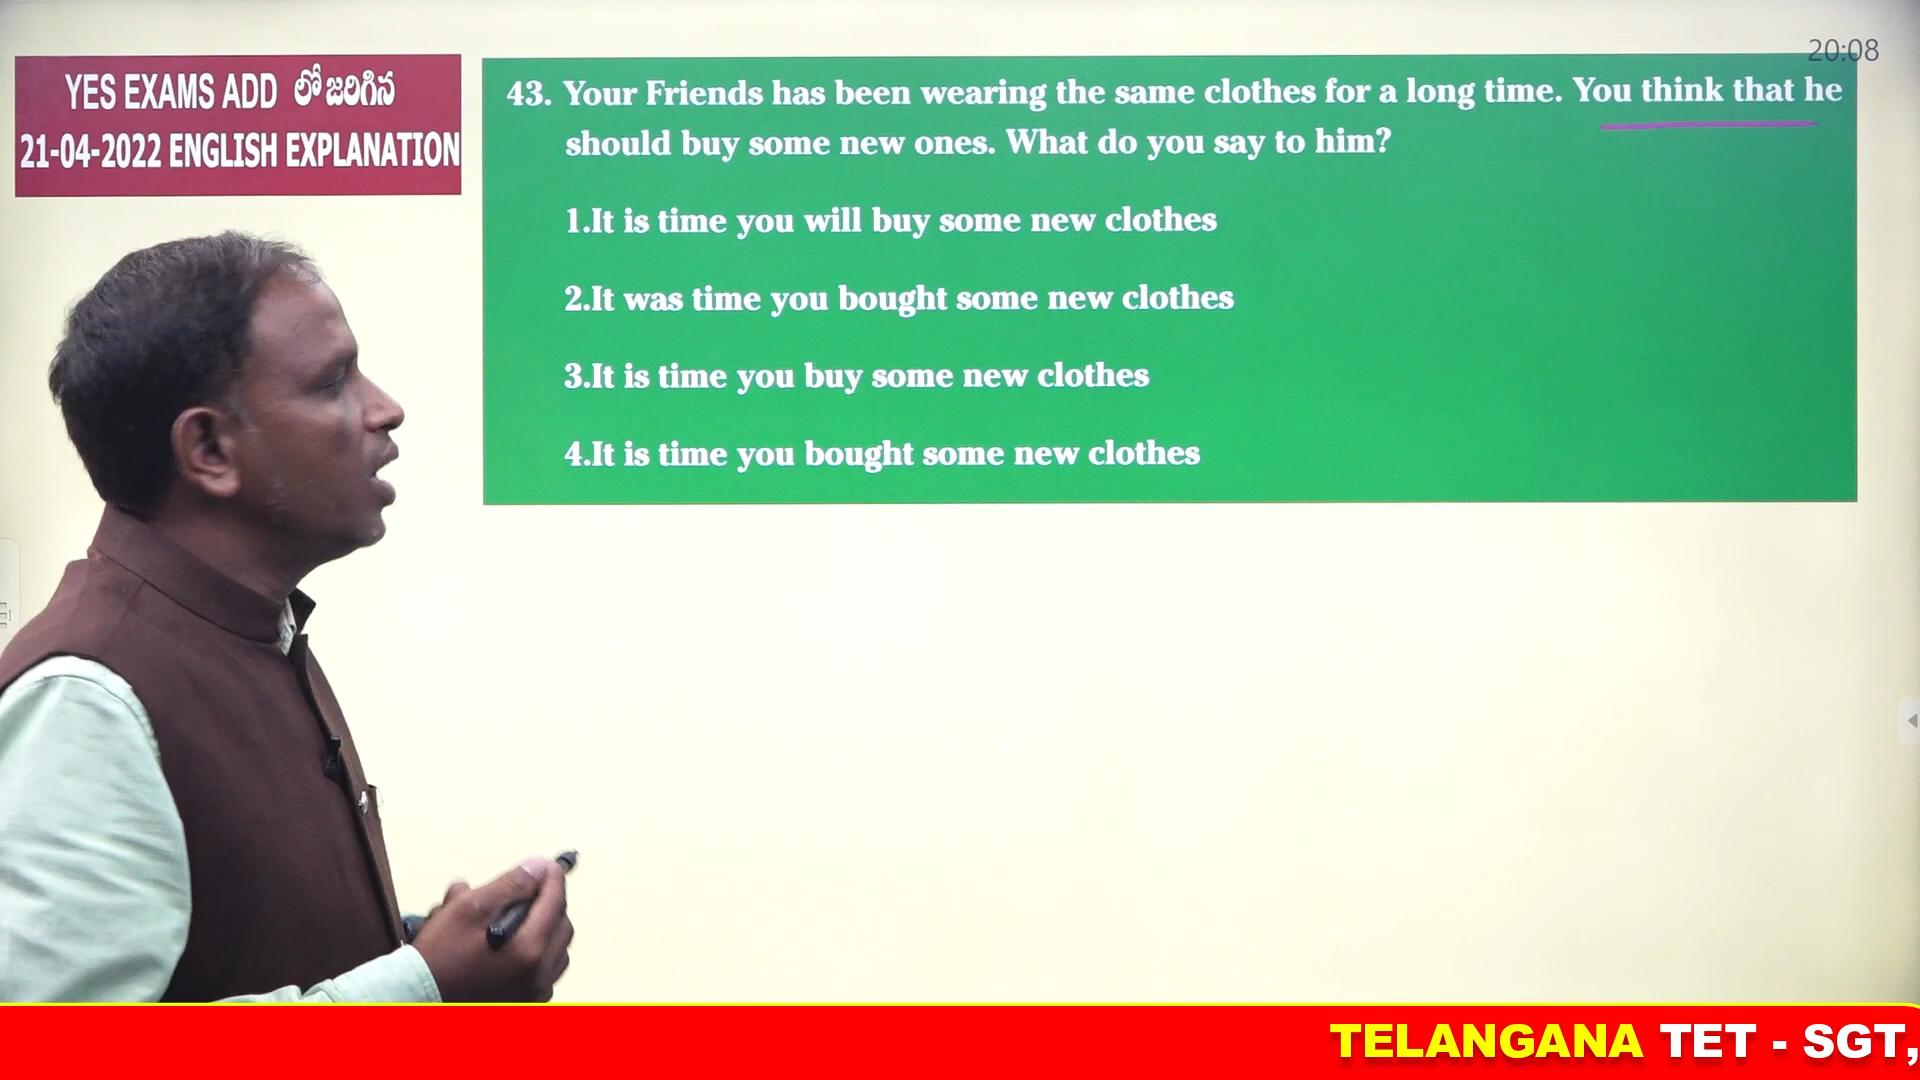 20:08
YES EXAMS ADD లో జరిగిన
21-04-2022 ENGLISH EXPLANATION
43. Your Friends has been wearing the same clothes for a long time. You think that he
should buy some new ones. What do you say to him?
1.It is time you will buy some new clothes
2.It was time you bought some new clothes
3.It is time you buy some new clothes
4.It is time you bought some new clothes
TELANGANA TET - SGT,